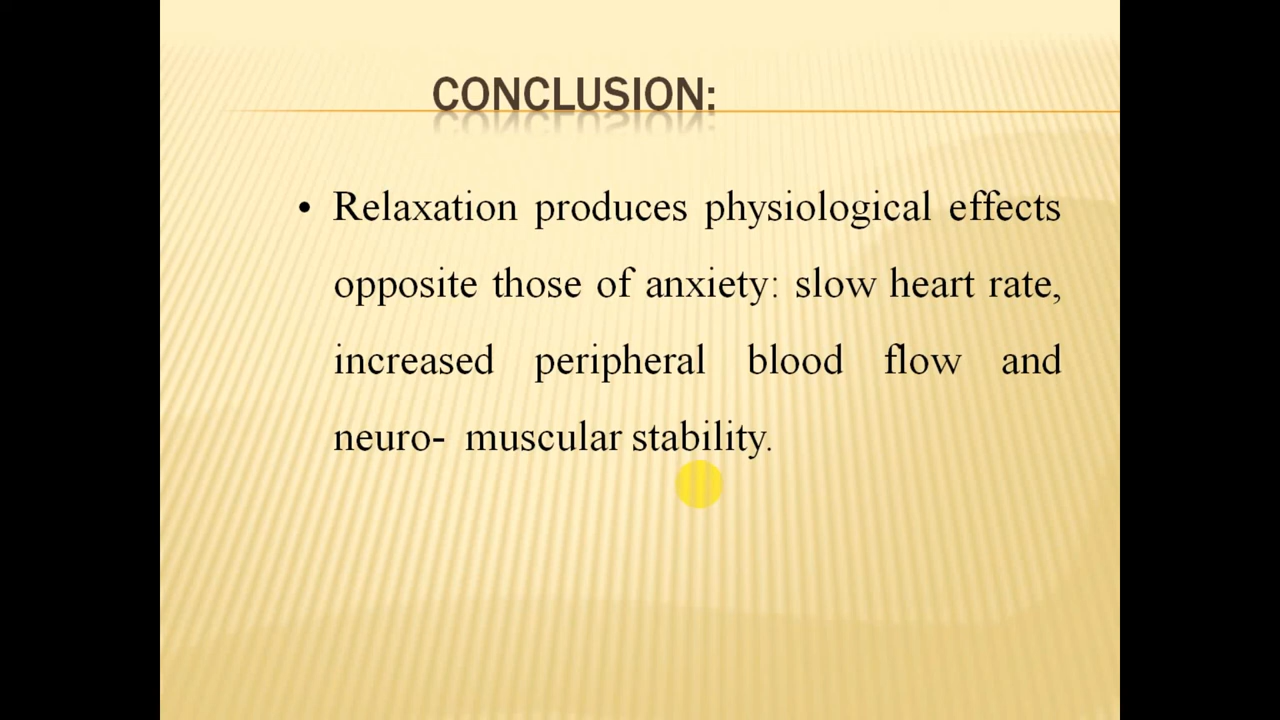 CONCLUSION:
• Relaxation produces physiological effects
opposite those of anxiety: slow heart rate,
increased peripheral blood flow and
neuro- muscular stability.